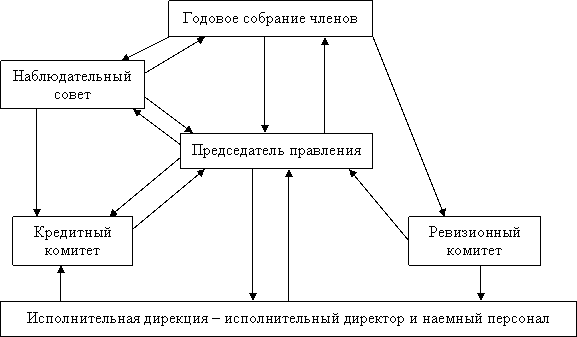 Годовое собрание членов
Наблюдательный
совет
Председатель правления
Кредитный
комитет
Ревизионный
комитет
Исполнительная дирекция – исполнительный директор и наемный персонал